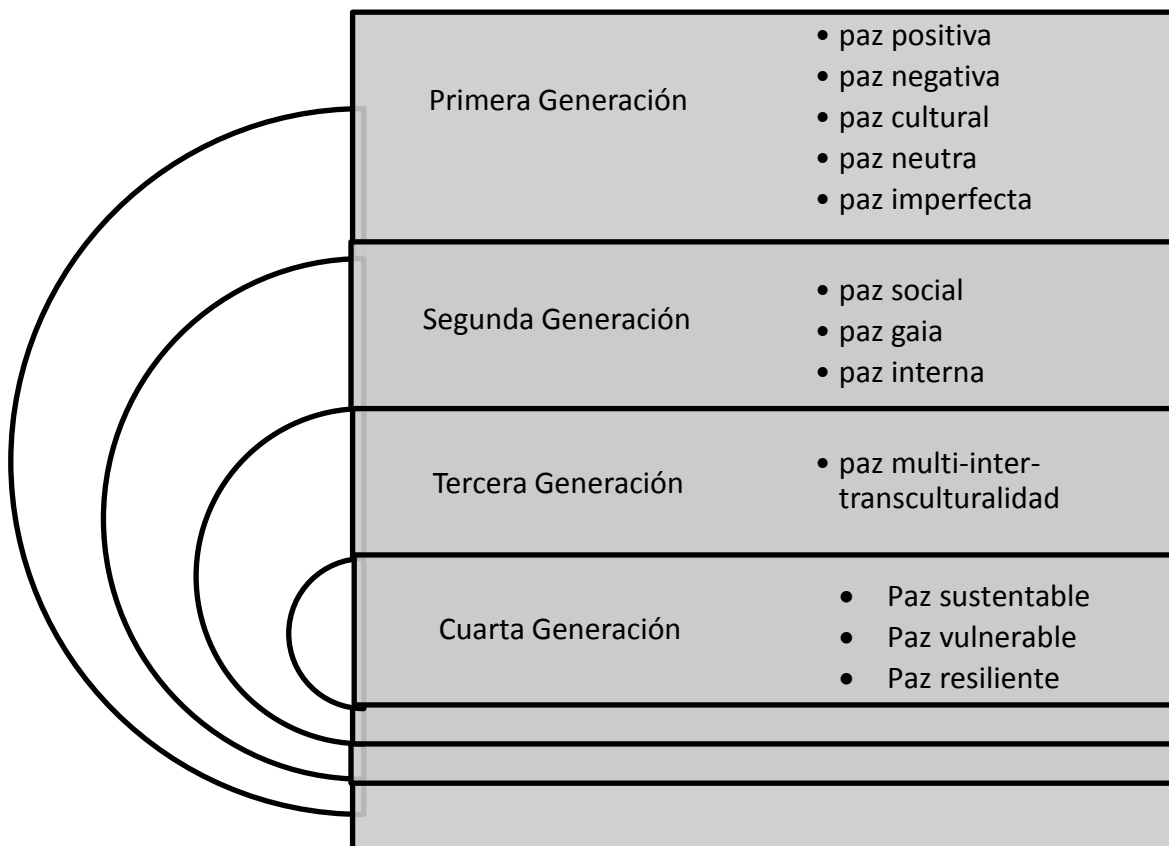 Primera Generación
• paz positiva
• paz negativa
• paz cultural
• paz neutra
• paz imperfecta
Segunda Generación
• paz social
• paz gaia
• paz interna
Tercera Generación
• paz multi-inter-
transculturalidad
Cuarta Generación
• Paz sustentable
• Paz vulnerable
• Paz resiliente